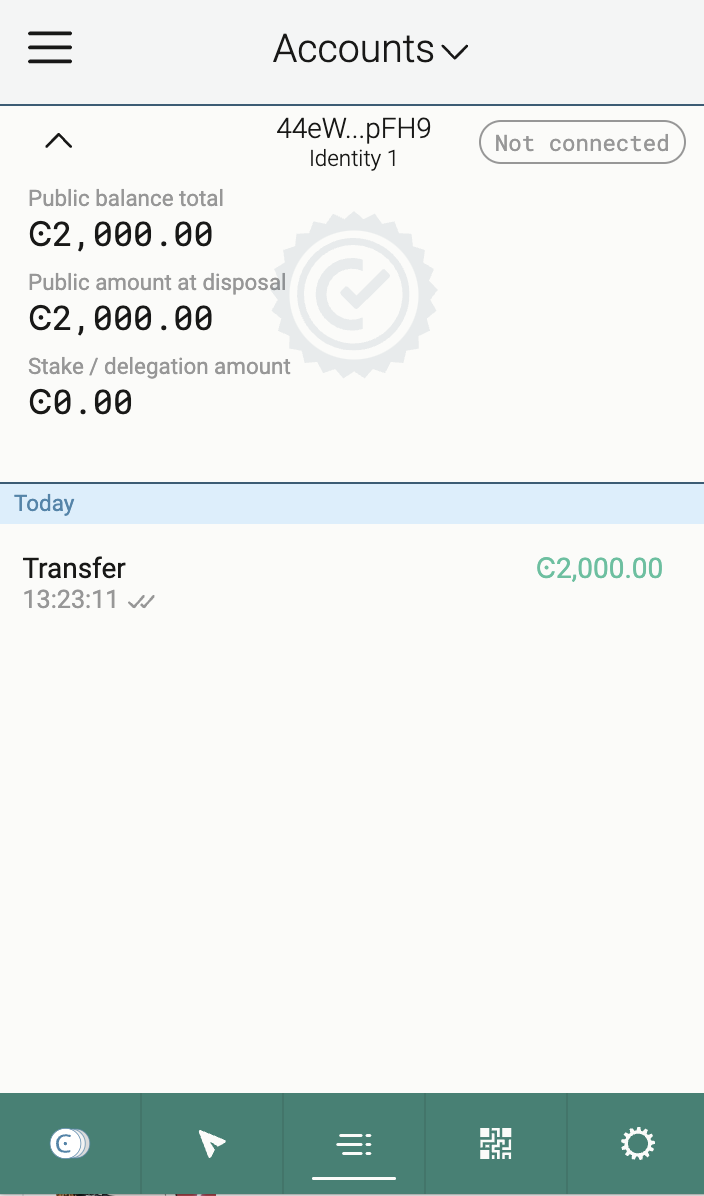 Accounts
44eW...pFH9
Identity 1
Not connected
Public balance total
Ͼ2,000.00
Public amount at disposal
Ͼ2,000.00
Stake / delegation amount
Ͼ0.00
Today
Transfer
Ͼ2,000.00
13:23:11